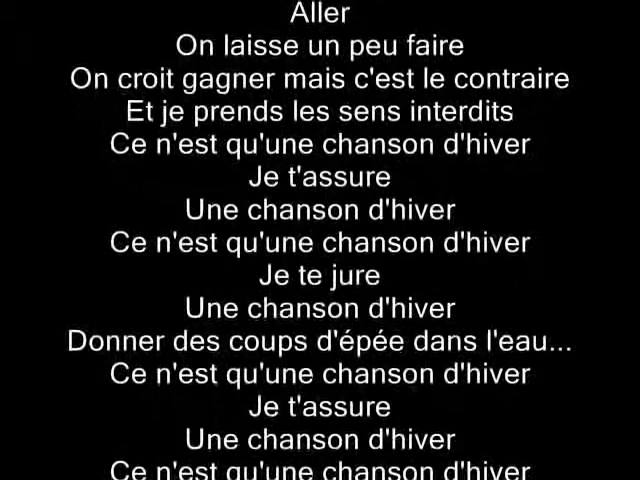 Aller
On laisse un peu faire
On croit gagner mais c'est le contraire
Et je prends les sens interdits
Ce n'est qu'une chanson d'hiver
Je t'assure
Une chanson d'hiver
Ce n'est qu'une chanson d'hiver
Je te jure
Une chanson d'hiver
Donner des coups d'épée dans l'eau...
Ce n'est qu'une chanson d'hiver
Je t'assure
Une chanson d'hiver
Ce n'est qu'une chanson d'hiver